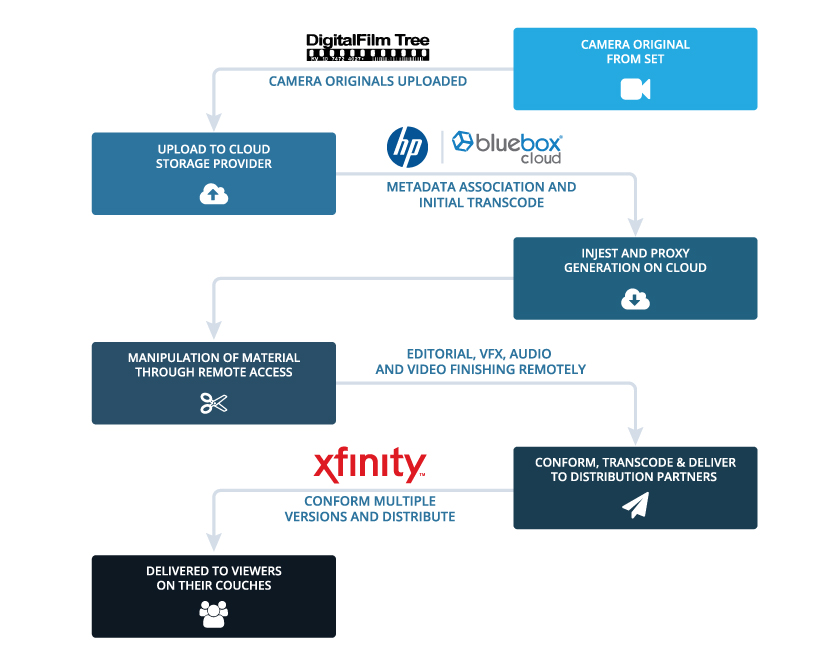 DigitalFilm Tree
CAMERA ORIGINAL
FROM SET
CAMERA ORIGINALS UPLOADED
UPLOAD TO CLOUD
STORAGE PROVIDER
hp
bluebox
cloud
METADATA ASSOCIATION AND
INITIAL TRANSCODE
INJEST AND PROXY
GENERATION ON CLOUD
MANIPULATION OF MATERIAL
THROUGH REMOTE ACCESS
EDITORIAL, VFX, AUDIO
AND VIDEO FINISHING REMOTELY
xfinity
CONFORM, TRANSCODE & DELIVER
TO DISTRIBUTION PARTNERS
CONFORM MULTIPLE
VERSIONS AND DISTRIBUTE
DELIVERED TO VIEWERS
ON THEIR COUCHES